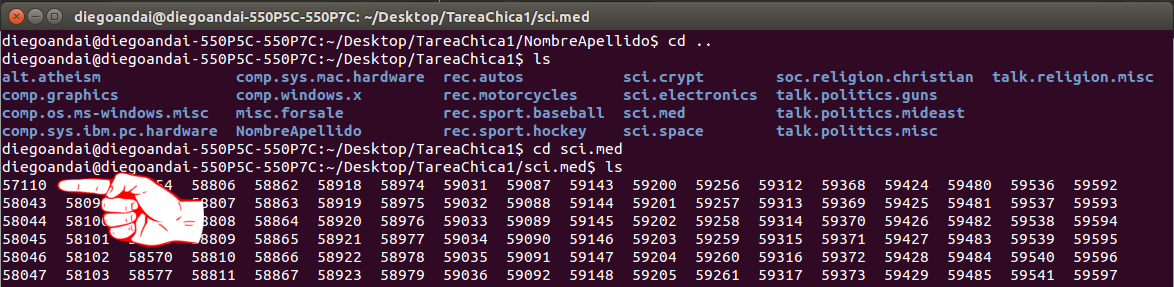 diegoandai@diegoandai-550P5C-550P7C: ~/Desktop/TareaChica1/sci.med
diegoandai@diegoandai-550P5C-550P7C:~/Desktop/TareaChica1/NombreApellido$ cd ..
diegoandai@diegoandai-550P5C-550P7C:~/Desktop/TareaChica1$ ls
alt.atheism comp.sys.mac.hardware rec.autos sci.crypt soc.religion.christian talk.religion.misc
comp.graphics comp.windows.x rec.motorcycles sci.electronics talk.politics.guns
comp.os.ms-windows.misc misc.forsale rec.sport.baseball sci.med talk.politics.mideast
comp.sys.ibm.pc.hardware NombreApellido rec.sport.hockey sci.space talk.politics.misc
diegoandai@diegoandai-550P5C-550P7C:~/Desktop/TareaChica1$ cd sci.med
diegoandai@diegoandai-550P5C-550P7C:~/Desktop/TareaChica1/sci.med$ ls
57110 58806 58862 58918 58974 59031 59087 59143 59200 59256 59312 59368 59424 59480 59536 59592
58043 58863 58919 58975 59032 59088 59144 59201 59257 59313 59369 59425 59481 59537 59593
58044 58864 58920 58976 59033 59089 59145 59202 59258 59314 59370 59426 59482 59538 59594
58045 58101 58865 58921 58977 59034 59090 59146 59203 59259 59315 59371 59427 59483 59539 59595
58046 58102 58570 58810 58866 58922 58978 59035 59091 59147 59204 59260 59316 59372 59428 59484 59540 59596
58047 58103 58577 58811 58867 58923 58979 59036 59092 59148 59205 59261 59317 59373 59429 59485 59541 59597